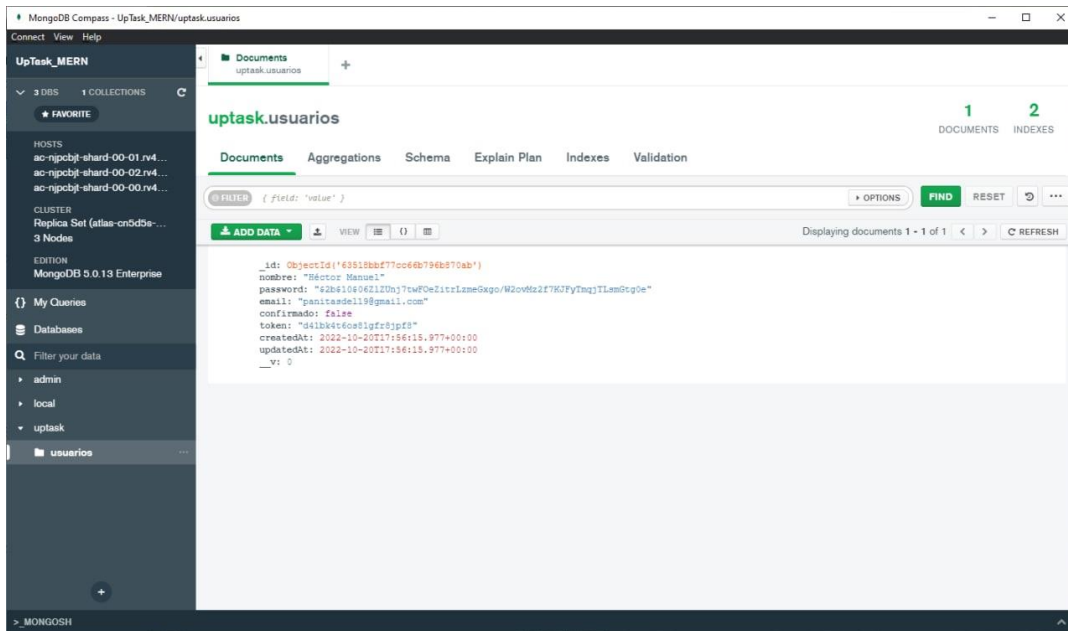 MongoDB Compass - UpTask_MERN/uptask.usuarios
Connect View Help
UpTask_MERN
3 DBS 1 COLLECTIONS
★ FAVORITE
HOSTS
ac-njpcbjt-shard-00-01.rv4...
ac-njpcbjt-shard-00-02.rv4...
ac-njpcbjt-shard-00-00.rv4...
CLUSTER
Replica Set (atlas-cn5d5s-...
3 Nodes
EDITION
MongoDB 5.0.13 Enterprise
{} My Queries
Databases
Filter your data
admin
local
uptask
usuarios
>_MONGOSH
Documents
uptask.usuarios
uptask.usuarios
1 DOCUMENTS
2 INDEXES
Documents Aggregations Schema Explain Plan Indexes Validation
FILTER { field: 'value' } OPTIONS FIND RESET
ADD DATA VIEW {} Displaying documents 1 - 1 of 1 < > REFRESH
_id: ObjectId('63518bbf77cc66b796b870ab')
nombre: "Héctor Manuel"
password:
email: "panitasdel19@gmail.com"
confirmado: false
token: "d41bk4t6os81gfr8jpf8"
createdAt: 2022-10-20T17:56:15.977+00:00
updatedAt: 2022-10-20T17:56:15.977+00:00
__v: 0